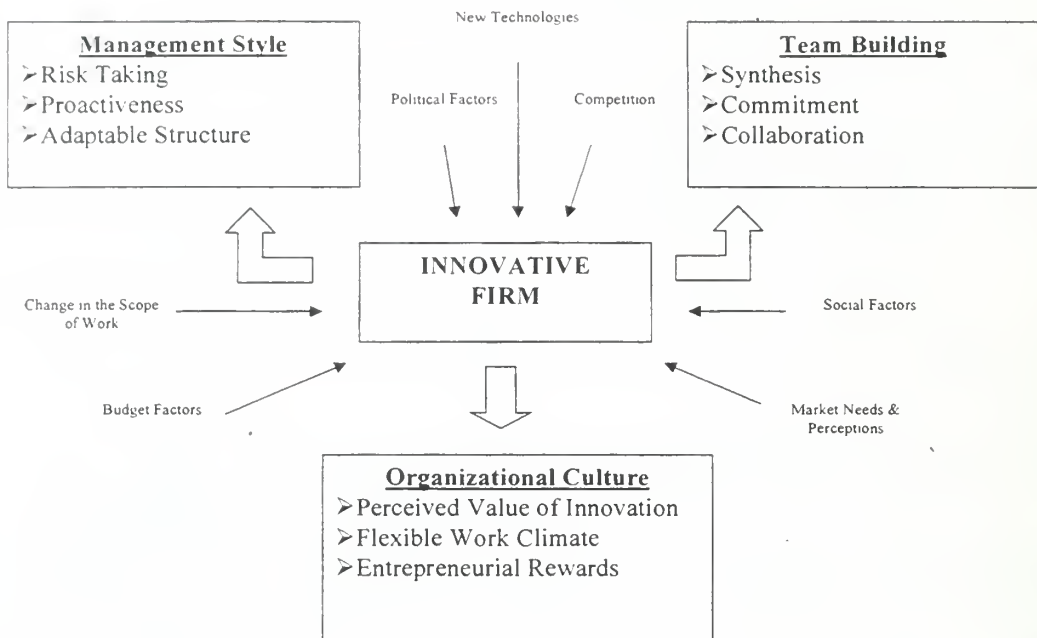 New Technologies
Management Style
➢Risk Taking
➢Proactiveness
➢Adaptable Structure
Team Building
➢Synthesis
➢Commitment
➢Collaboration
Political Factors
Competition
INNOVATIVE
FIRM
Change in the Scope
of Work
Social Factors
Budget Factors
Market Needs &
Perceptions
Organizational Culture
➢Perceived Value of Innovation
➢Flexible Work Climate
➢Entrepreneurial Rewards